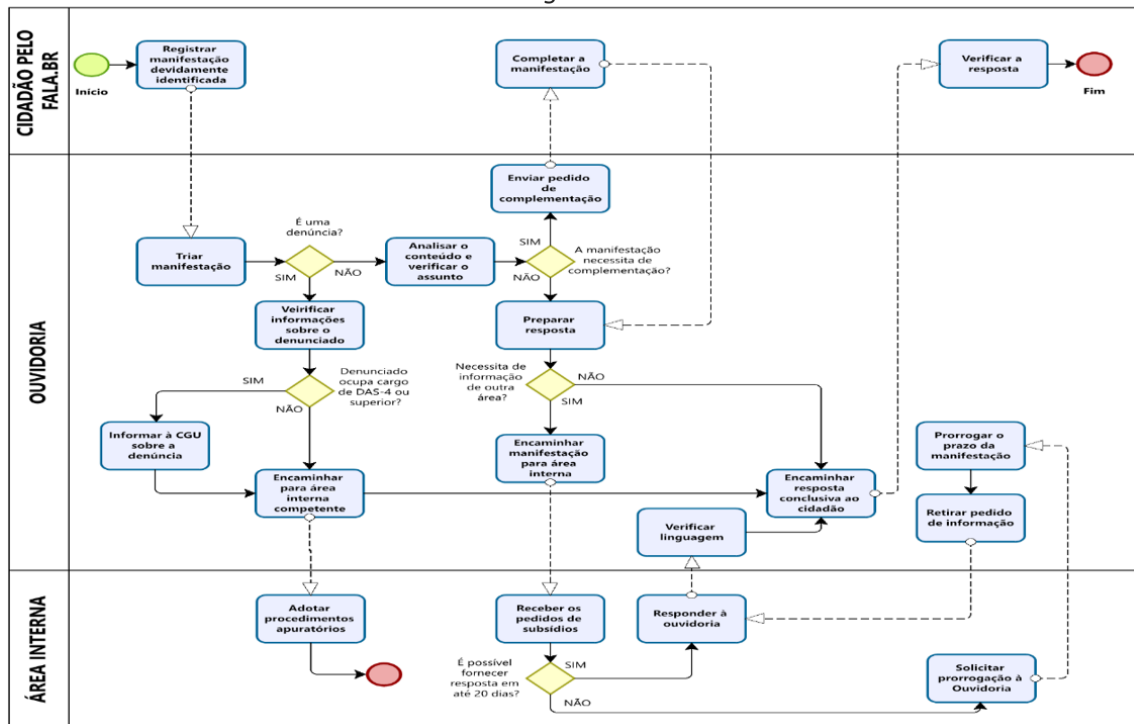 CIDADÃO PELO
FALA.BR
Início
Registrar
manifestação
devidamente
identificada
Completar a
manifestação
Verificar a
resposta
Fim
OUVIDORIA
Enviar pedido
de
complementação
É uma
denúncia?
Triar
manifestação
SIM
NÃO
Analisar o
conteúdo e
verificar o
assunto
SIM
NÃO
A manifestação
necessita de
complementação?
Veirificar
informações
sobre o
denunciado
Preparar
resposta
SIM
NÃO
Denunciado
ocupa cargo
de DAS-4 ou
superior?
Necessita de
informação
de outra
área?
NÃO
SIM
Informar à CGU
sobre a
denúncia
Encaminhar
para área
interna
competente
Encaminhar
manifestação
para área
interna
Encaminhar
resposta
conclusiva ao
cidadão
Prorrogar o
prazo da
manifestação
Retirar pedido
de informação
Verificar
linguagem
ÁREA INTERNA
Adotar
procedimentos
apuratórios
Receber os
pedidos de
subsídios
Responder à
ouvidoria
É possível
fornecer
resposta em
até 20 dias?
SIM
NÃO
Solicitar
prorrogação à
Ouvidoria